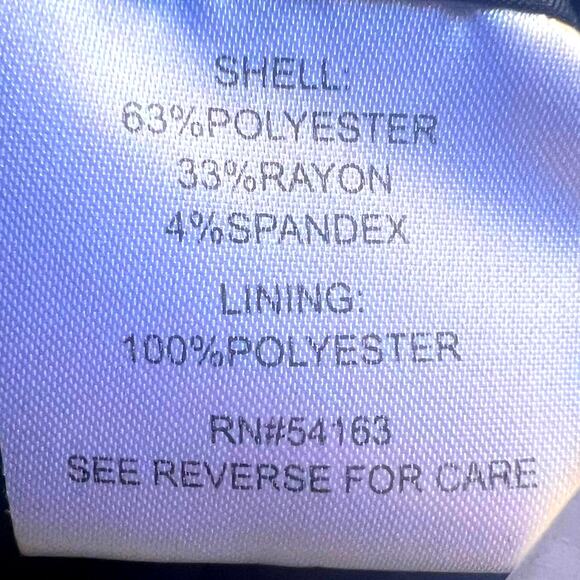 SHELL:
63%POLYESTER
33%RAYON
4%SPANDEX
LINING:
100%POLYESTER
RN#54163
SEE REVERSE FOR CARE